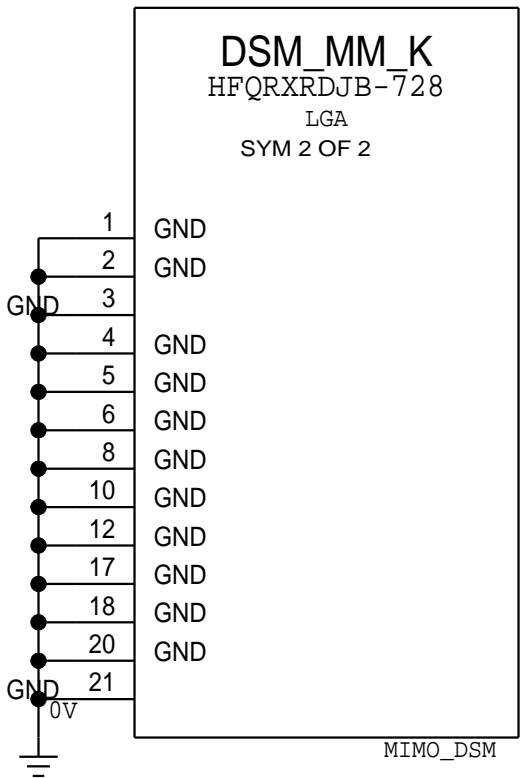 DSM_MM_K
HFQRXRDJB-728
LGA
SYM 2 OF 2
1 GND
2 GND
GND 3
4 GND
5 GND
6 GND
8 GND
10 GND
12 GND
17 GND
18 GND
20 GND
GND 21
0V
MIMO_DSM